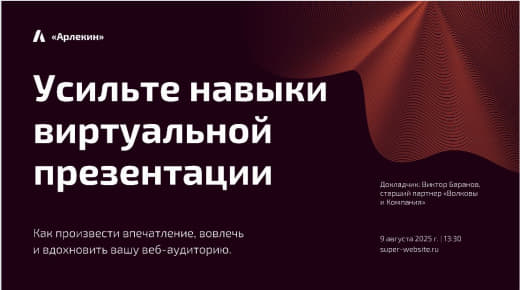 «Арлекин»
Усильте навыки
виртуальной
презентации
Как произвести впечатление, вовлечь
и вдохновить вашу веб-аудиторию.
Докладчик: Виктор Баранов,
старший партнер «Волковы
и Компания»
9 августа 2025 г. | 13:30
super-website.ru